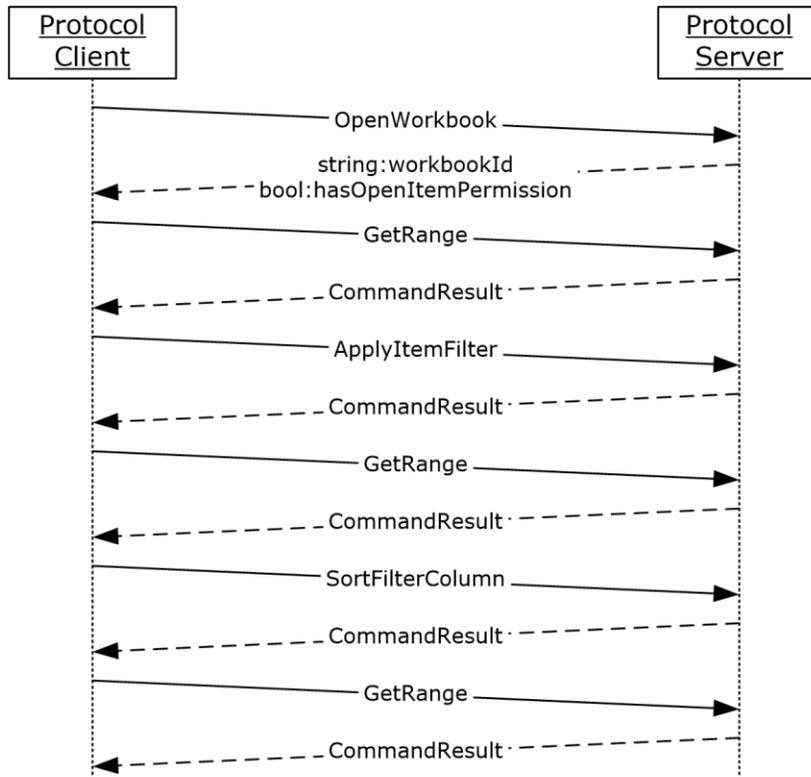 Protocol
Client
Protocol
Server
OpenWorkbook
string:workbookId
bool:hasOpenItemPermission
GetRange
CommandResult
ApplyItemFilter
CommandResult
GetRange
CommandResult
SortFilterColumn
CommandResult
GetRange
CommandResult